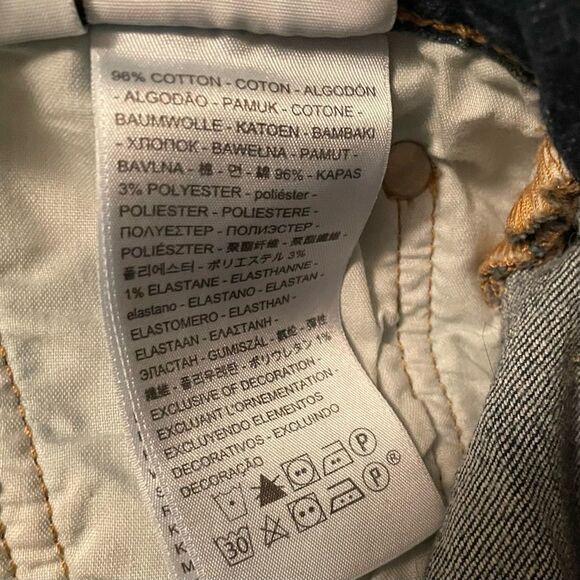 96% COTTON - COTON - ALGODÓN
- ALGODÃO - PAMUK - COTONE -
BAUMWOLLE - KATOEN - BAMBAKI
- ХЛОПОК - BAWEŁNA - PAMUT -
BAVLNA - 棉 - 면 - 綿 96% - KAPAS
3% POLYESTER - poliéster -
POLIESTER - POLIESTERE -
ΠΟΛΥΕΣΤΕΡ - ПОЛИЭСТЕР -
POLIÉSZTER - 聚酯纤维 - 聚酯纖維 -
폴리에스터 - ポリエステル 3%
1% ELASTANE - ELASTHANNE -
elastano - ELASTANO - ELASTAN -
ELASTOMERO - ELASTHAN -
ELASTAAN - ΕΛΑΣΤΑΝΗ -
ЭЛАСТАН - GUMISZÁL - 氨纶 - 彈性
纖維 - 폴리우레탄 - ポリウレタン 1%
EXCLUSIVE OF DECORATION -
EXCLUANT L'ORNEMENTATION -
EXCLUYENDO ELEMENTOS
DECORATIVOS - EXCLUINDO
DECORAÇÃO
P
30 P ®